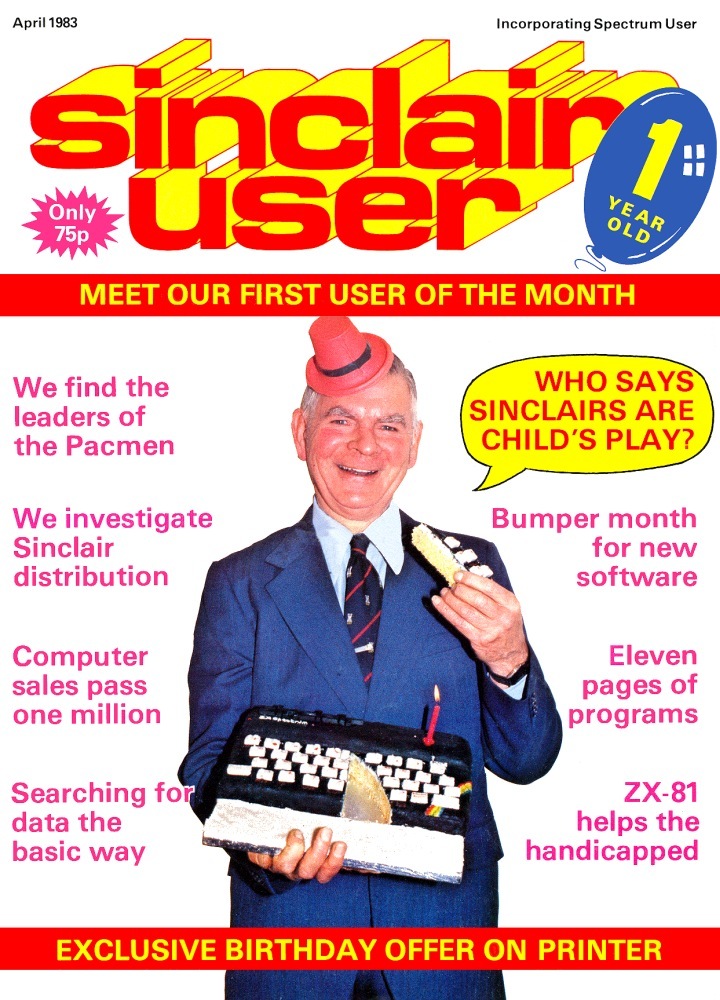 April 1983
Incorporating Spectrum User
sinclair
user
1
YEAR
OLD
Only
75p
MEET OUR FIRST USER OF THE MONTH
We find the
leaders of
the Pacmen
WHO SAYS
SINCLAIRS ARE
CHILD'S PLAY?
We investigate
Sinclair
distribution
Bumper month
for new
software
Computer
sales pass
one million
Eleven
pages of
programs
ZX Spectrum
Searching for
data the
basic way
ZX-81
helps the
handicapped
EXCLUSIVE BIRTHDAY OFFER ON PRINTER